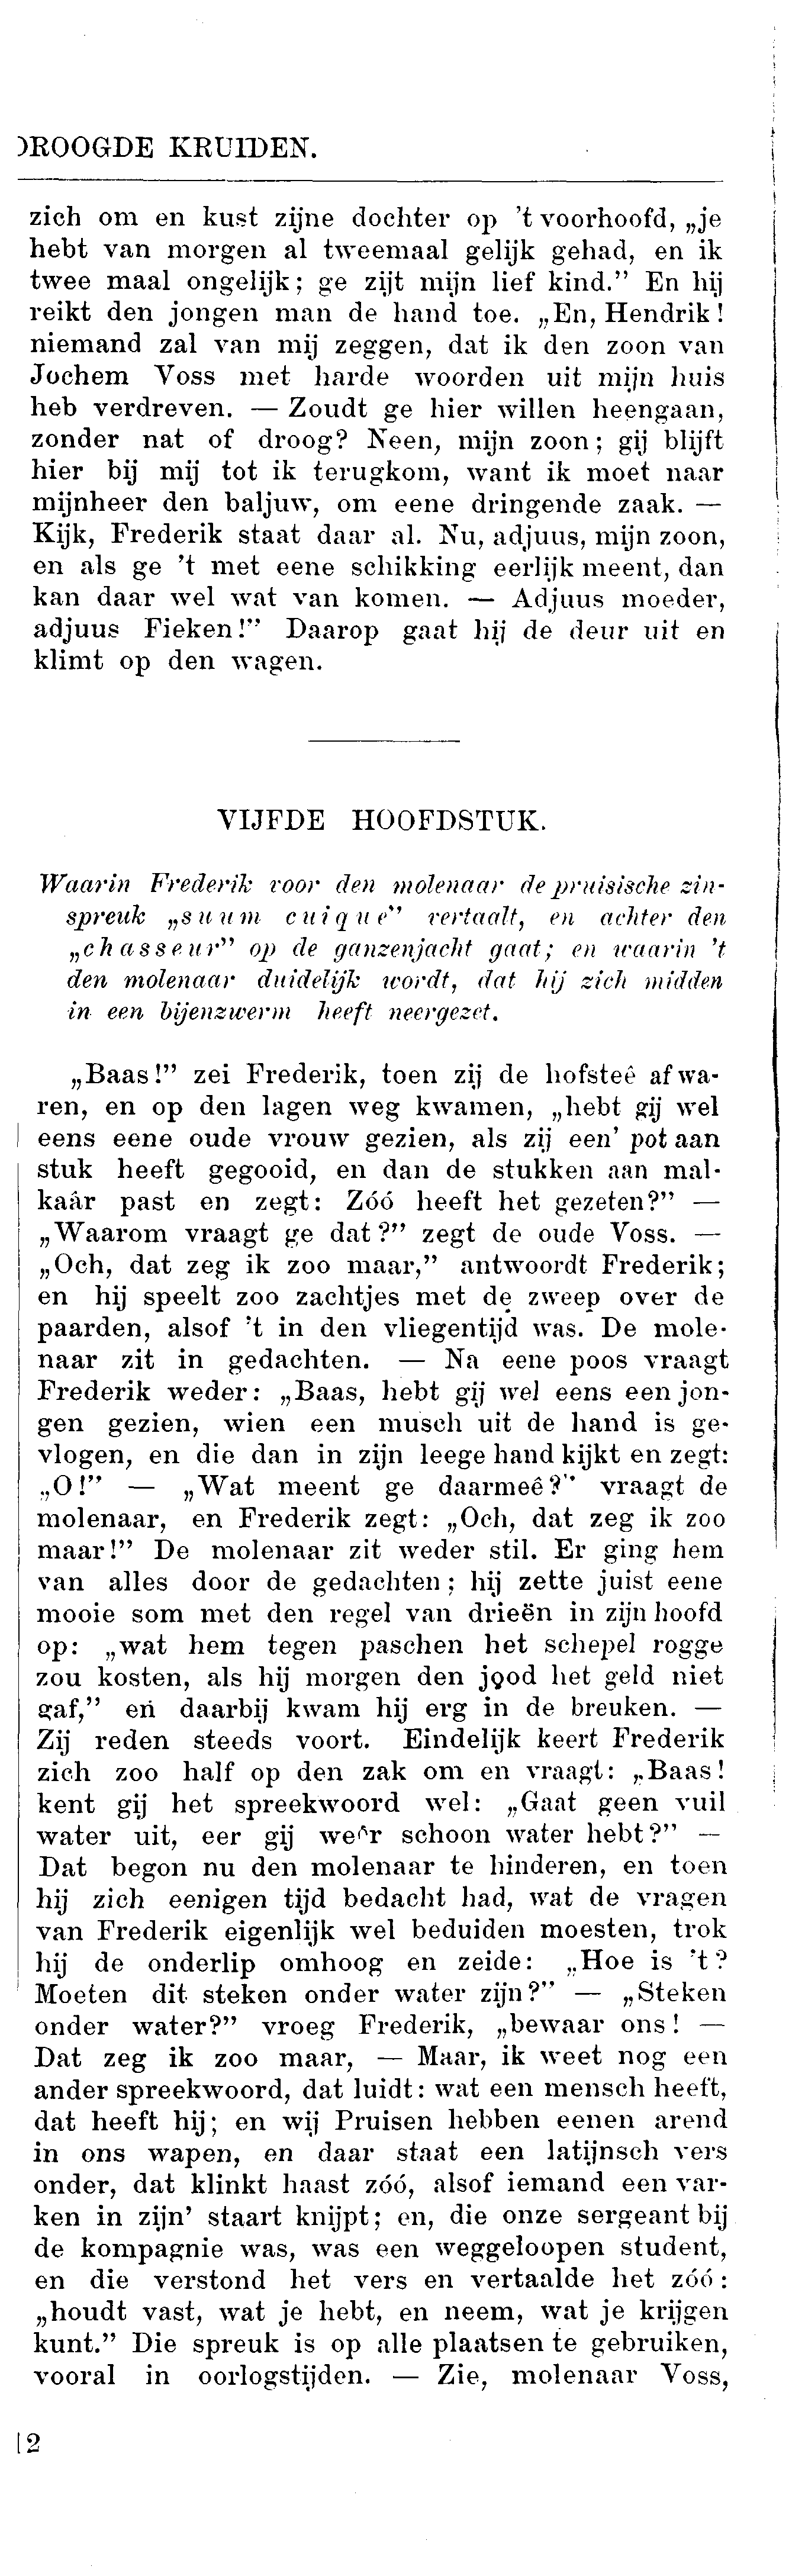 )ROOGDE KRUIDEN.
zich om en kust zijne dochter op 't voorhoofd, „je
hebt van morgen al tweemaal gelijk gehad, en ik
twee maal ongelijk; ge zijt mijn lief kind.” En hij
reikt den jongen man de hand toe. „En, Hendrik!
niemand zal van mij zeggen, dat ik den zoon van
Jochem Voss met harde woorden uit mijn huis
heb verdreven. — Zoudt ge hier willen heengaan,
zonder nat of droog? Neen, mijn zoon; gij blijft
hier bij mij tot ik terugkom, want ik moet naar
mijnheer den baljuw, om eene dringende zaak. —
Kijk, Frederik staat daar al. Nu, adjuus, mijn zoon,
en als ge 't met eene schikking eerlijk meent, dan
kan daar wel wat van komen. — Adjuus moeder,
adjuus Fieken!” Daarop gaat hij de deur uit en
klimt op den wagen.
VIJFDE HOOFDSTUK.
Waarin Frederik voor den molenaar de pruisische zin-
spreuk „suum cuique” vertaalt, en achter den
„chasseur” op de ganzenjacht gaat; en waarin 't
den molenaar duidelijk wordt, dat hij zich midden
in een bijenzwerm heeft neergezet.
„Baas!” zei Frederik, toen zij de hofsteê af wa-
ren, en op den lagen weg kwamen, „hebt gij wel
eens eene oude vrouw gezien, als zij een' pot aan
stuk heeft gegooid, en dan de stukken aan mal-
kaâr past en zegt: Zóó heeft het gezeten?” —
„Waarom vraagt ge dat?” zegt de oude Voss. —
„Och, dat zeg ik zoo maar,” antwoordt Frederik;
en hij speelt zoo zachtjes met de zweep over de
paarden, alsof 't in den vliegentijd was. De mole-
naar zit in gedachten. — Na eene poos vraagt
Frederik weder: „Baas, hebt gij wel eens een jon-
gen gezien, wien een musch uit de hand is ge-
vlogen, en die dan in zijn leege hand kijkt en zegt:
„O!” — „Wat meent ge daarmeê?” vraagt de
molenaar, en Frederik zegt: „Och, dat zeg ik zoo
maar!” De molenaar zit weder stil. Er ging hem
van alles door de gedachten; hij zette juist eene
mooie som met den regel van drieën in zijn hoofd
op: „wat hem tegen paschen het schepel rogge
zou kosten, als hij morgen den jood het geld niet
gaf,” en daarbij kwam hij erg in de breuken. —
Zij reden steeds voort. Eindelijk keert Frederik
zich zoo half op den zak om en vraagt: „Baas!
kent gij het spreekwoord wel: „Gaat geen vuil
water uit, eer gij weêr schoon water hebt?” —
Dat begon nu den molenaar te hinderen, en toen
hij zich eenigen tijd bedacht had, wat de vragen
van Frederik eigenlijk wel beduiden moesten, trok
hij de onderlip omhoog en zeide: „Hoe is 't?
Moeten dit steken onder water zijn?” — „Steken
onder water?” vroeg Frederik, „bewaar ons! —
Dat zeg ik zoo maar, — Maar, ik weet nog een
ander spreekwoord, dat luidt: wat een mensch heeft,
dat heeft hij; en wij Pruisen hebben eenen arend
in ons wapen, en daar staat een latijnsch vers
onder, dat klinkt haast zóó, alsof iemand een var-
ken in zijn' staart knijpt; en, die onze sergeant bij
de kompagnie was, was een weggeloopen student,
en die verstond het vers en vertaalde het zóó:
„houdt vast, wat je hebt, en neem, wat je krijgen
kunt.” Die spreuk is op alle plaatsen te gebruiken,
vooral in oorlogstijden. — Zie, molenaar Voss,
2